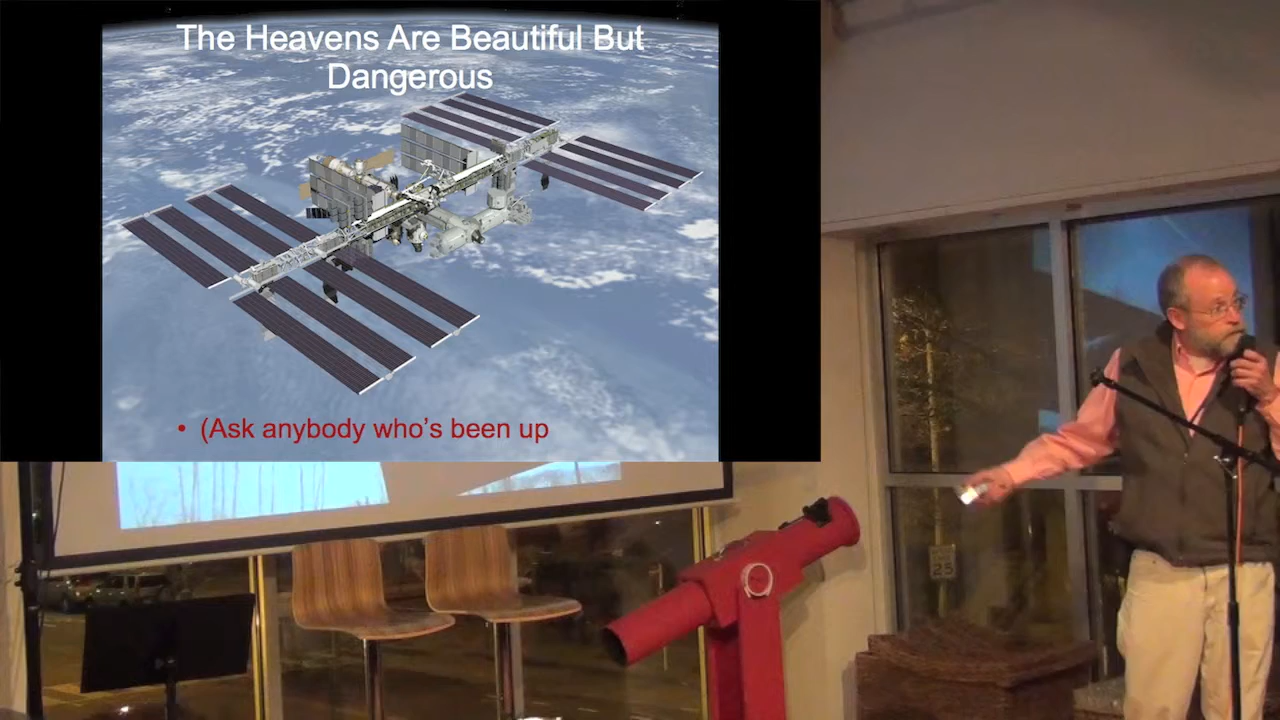 The Heavens Are Beautiful But
Dangerous
• (Ask anybody who’s been up
25